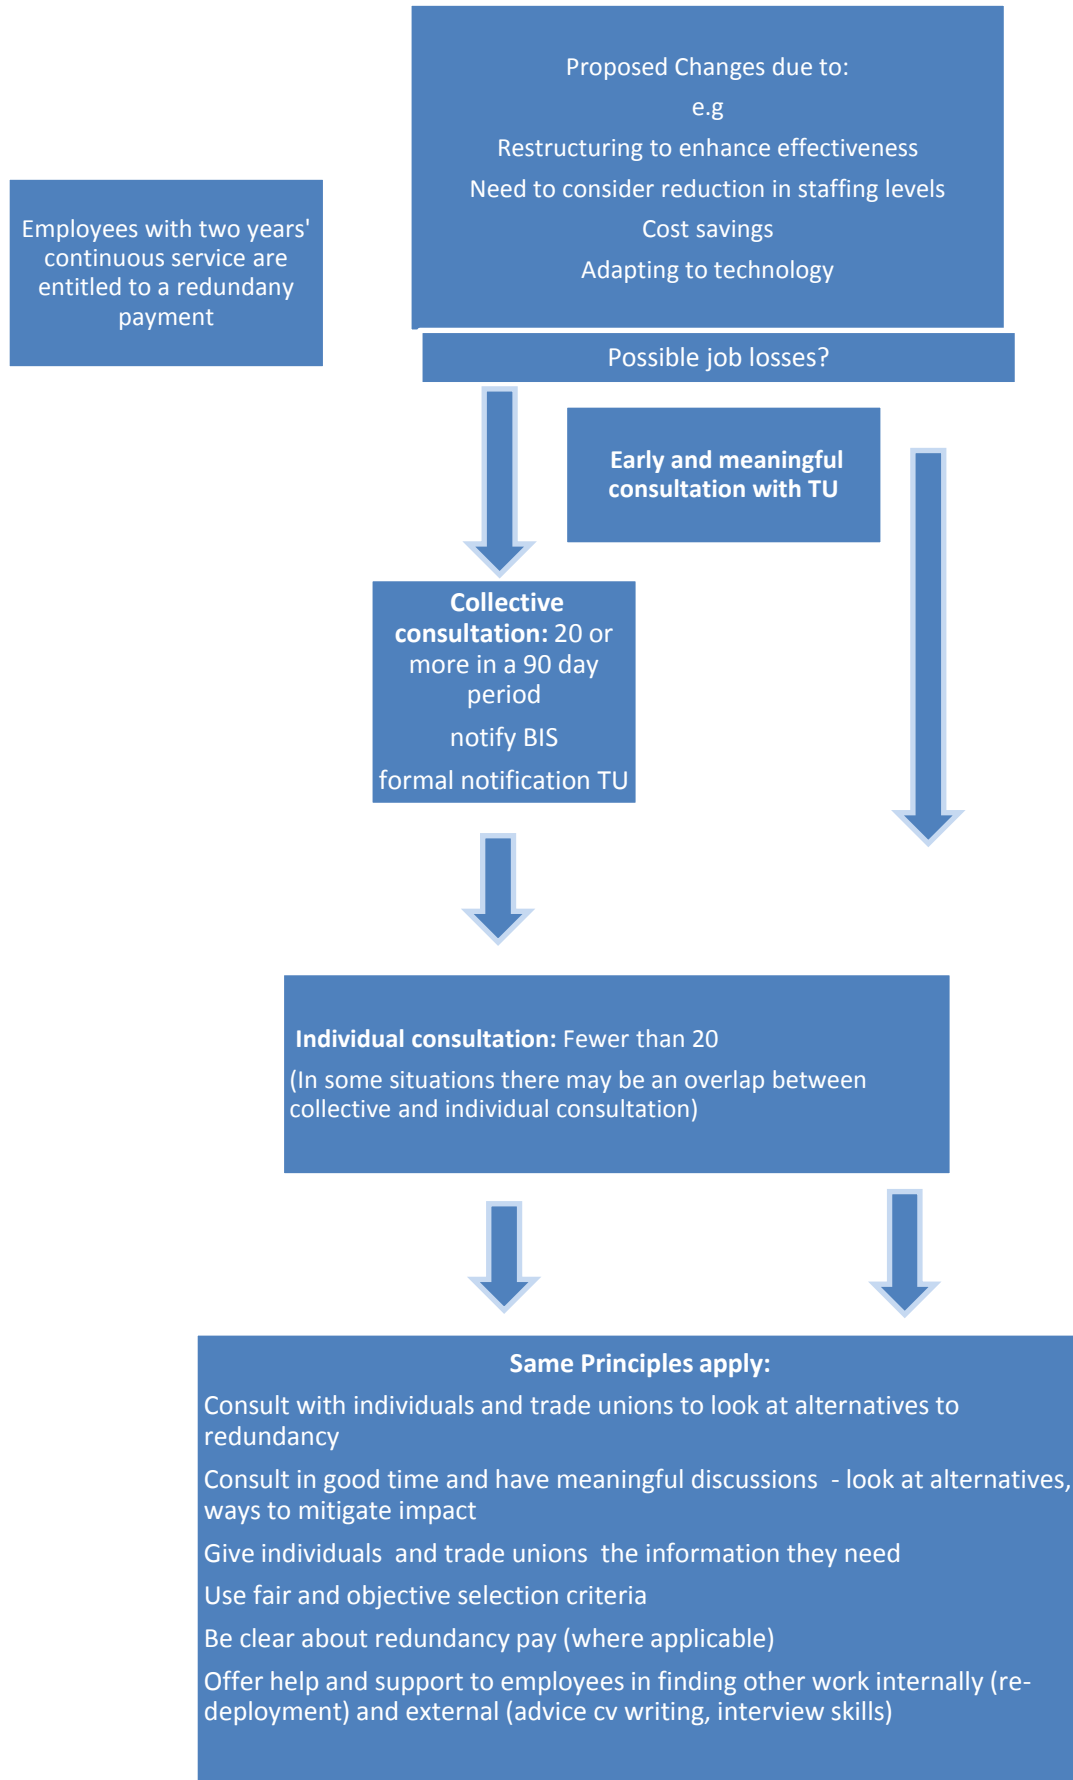 Proposed Changes due to:
e.g
Restructuring to enhance effectiveness
Need to consider reduction in staffing levels
Cost savings
Adapting to technology
Employees with two years'
continuous service are
entitled to a redundany
payment
Possible job losses?
Early and meaningful
consultation with TU
Collective
consultation: 20 or
more in a 90 day
period
notify BIS
formal notification TU
Individual consultation: Fewer than 20
(In some situations there may be an overlap between
collective and individual consultation)
Same Principles apply:
Consult with individuals and trade unions to look at alternatives to
redundancy
Consult in good time and have meaningful discussions  - look at alternatives,
ways to mitigate impact
Give individuals  and trade unions  the information they need
Use fair and objective selection criteria
Be clear about redundancy pay (where applicable)
Offer help and support to employees in finding other work internally (re-
deployment) and external (advice cv writing, interview skills)